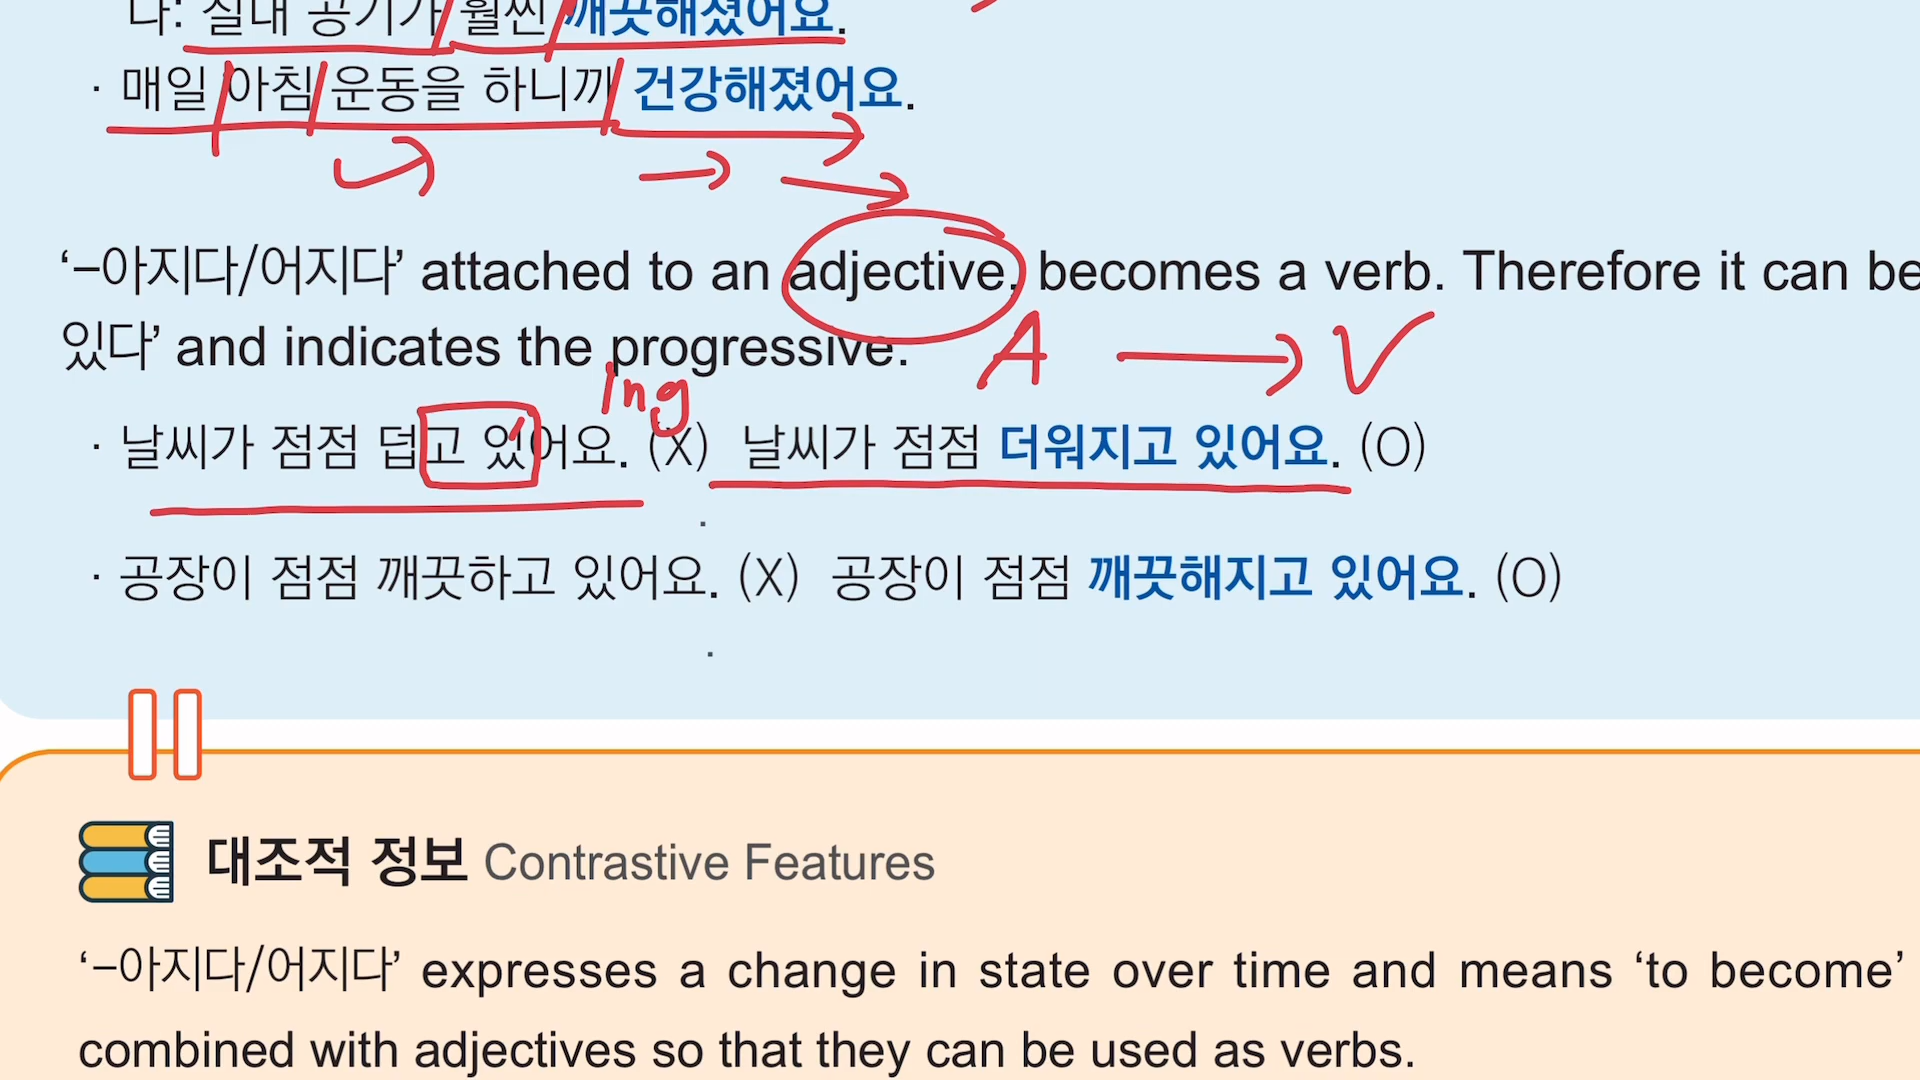 나: 실내 공기가 훨씬 깨끗해졌어요.
· 매일 아침 운동을 하니까 건강해졌어요.
‘–아지다/어지다’ attached to an adjective, becomes a verb. Therefore it can be
있다’ and indicates the progressive.
A → V
ing
· 날씨가 점점 덥고 있어요. (X) 날씨가 점점 더워지고 있어요. (O)
· 공장이 점점 깨끗하고 있어요. (X) 공장이 점점 깨끗해지고 있어요. (O)
대조적 정보 Contrastive Features
‘–아지다/어지다’ expresses a change in state over time and means ‘to become’
combined with adjectives so that they can be used as verbs.